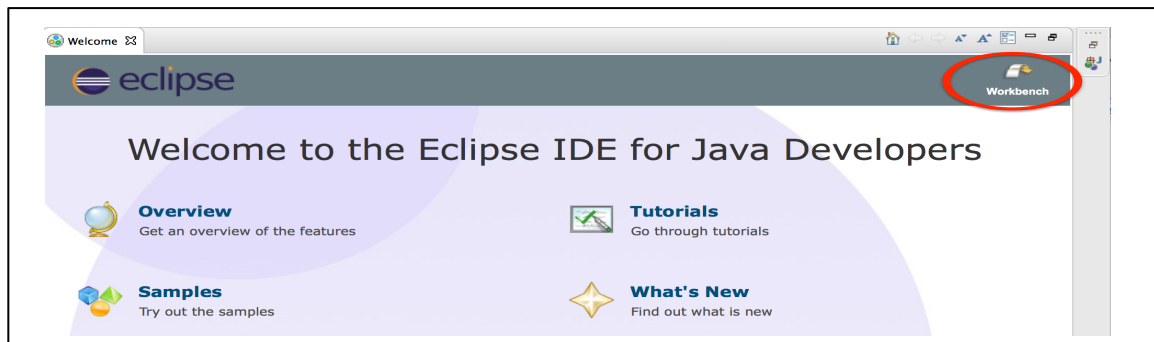 Welcome
eclipse
Workbench
Welcome to the Eclipse IDE for Java Developers
Overview
Get an overview of the features
Tutorials
Go through tutorials
Samples
Try out the samples
What's New
Find out what is new